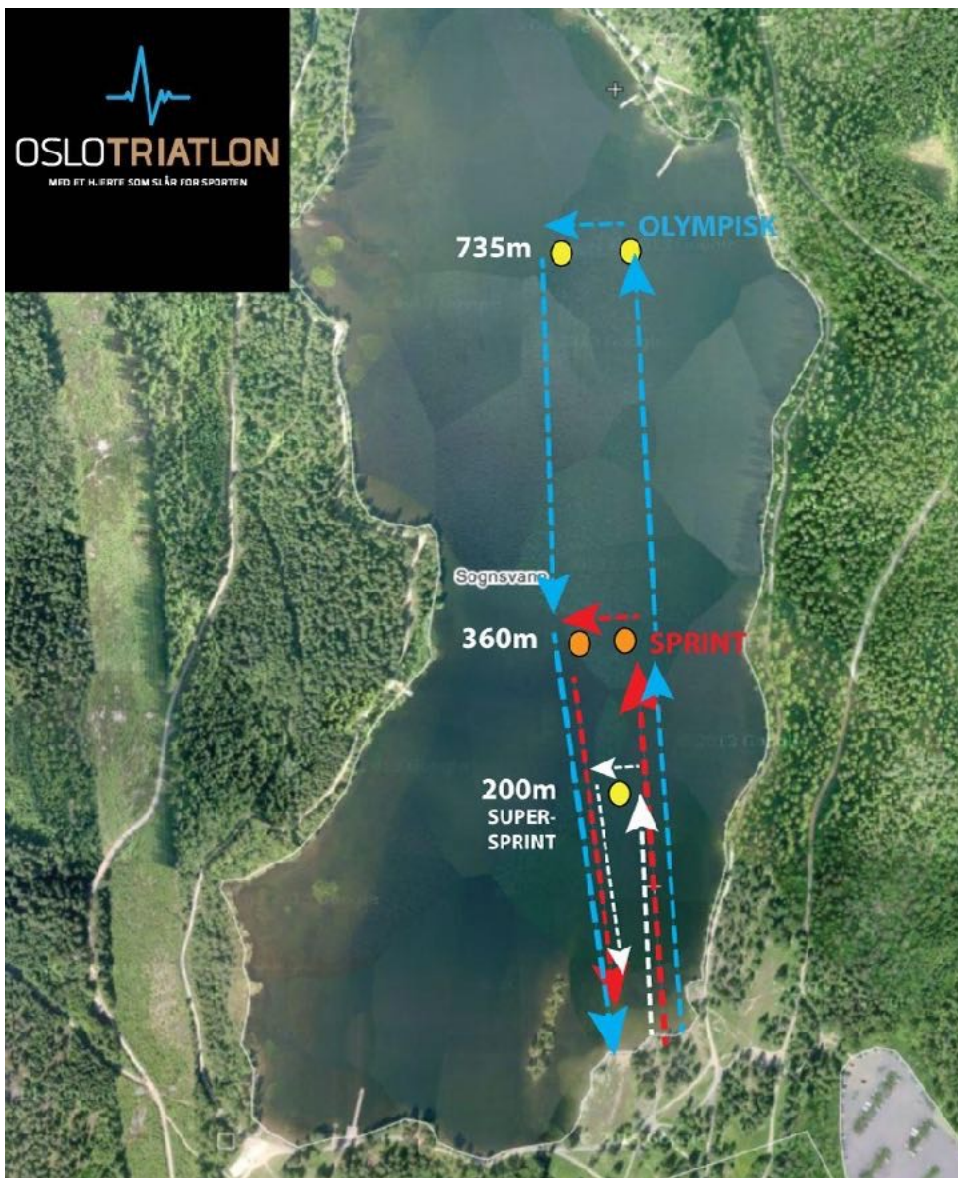 OSLOTRIATLON
MED ET HJERTE SOM SLÅR FOR SPORTEN
OLYMPISK
735m
Sognsvann
360m
SPRINT
200m
SUPER-
SPRINT